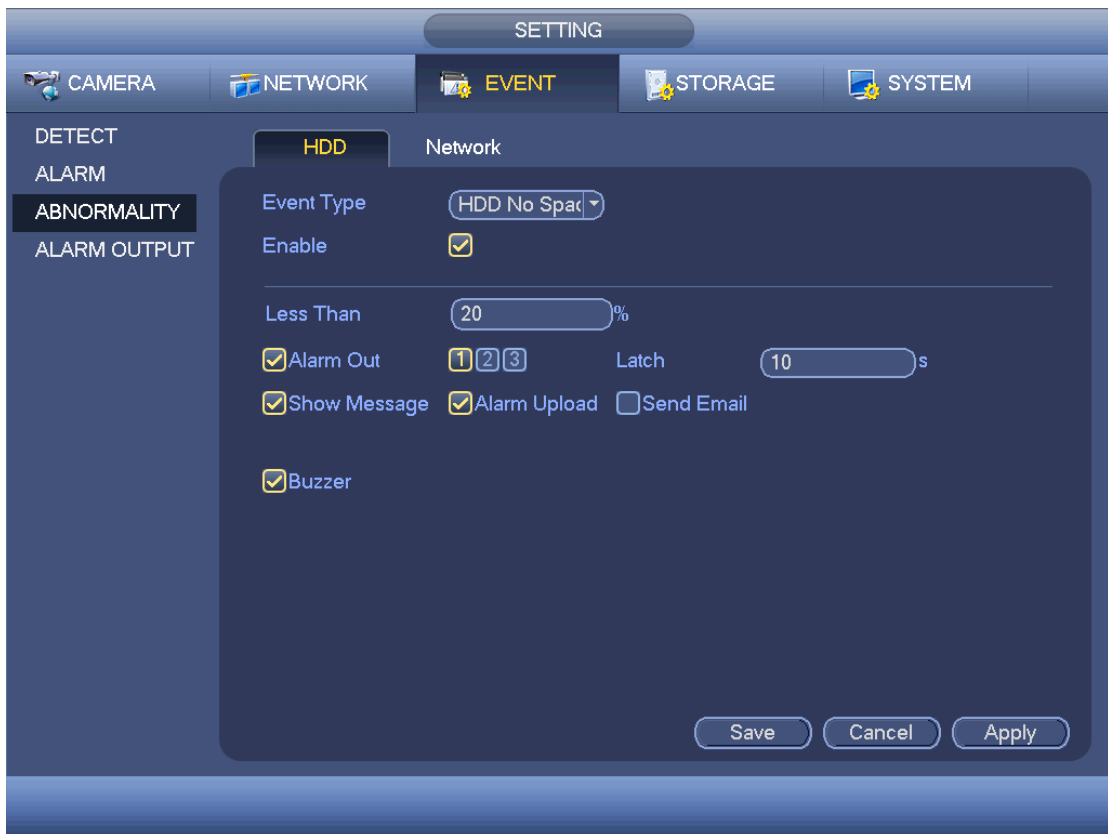 SETTING
CAMERA NETWORK EVENT STORAGE SYSTEM
DETECT
ALARM
ABNORMALITY
ALARM OUTPUT
HDD Network
Event Type HDD No Spac
Enable
Less Than 20 %
Alarm Out 1 2 3 Latch 10 s
Show Message Alarm Upload Send Email
Buzzer
Save Cancel Apply